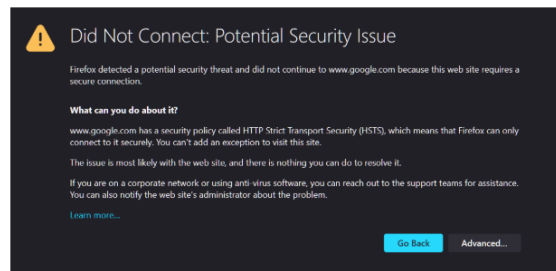 Did Not Connect: Potential Security Issue
Firefox detected a potential security threat and did not continue to www.google.com because this web site requires a
secure connection.
What can you do about it?
www.google.com has a security policy called HTTP Strict Transport Security (HSTS), which means that Firefox can only
connect to it securely. You can't add an exception to visit this site.
The issue is most likely with the web site, and there is nothing you can do to resolve it.
If you are on a corporate network or using anti-virus software, you can reach out to the support teams for assistance.
You can also notify the web site's administrator about the problem.
Learn more...
Go Back Advanced...